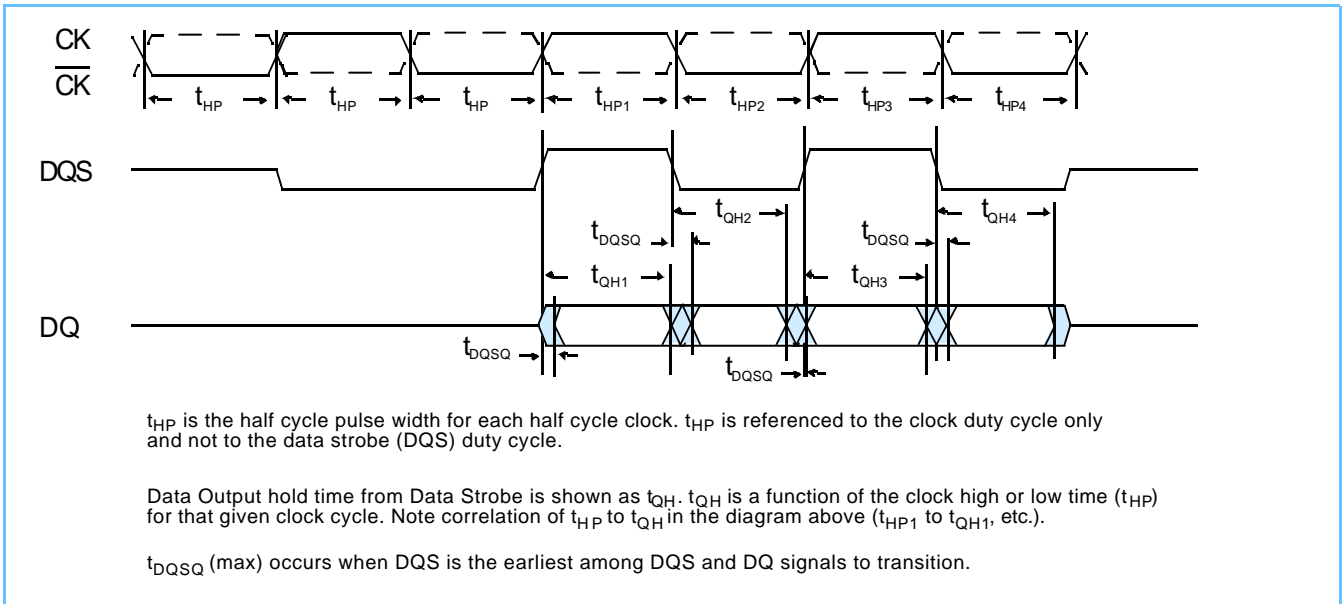 CK
CK
tHP tHP tHP tHP1 tHP2 tHP3 tHP4
DQS
tQH2 tQH4
tDQSQ tDQSQ
tQH1 tQH3
DQ
tDQSQ tDQSQ
tHP is the half cycle pulse width for each half cycle clock. tHP is referenced to the clock duty cycle only
and not to the data strobe (DQS) duty cycle.
Data Output hold time from Data Strobe is shown as tQH. tQH is a function of the clock high or low time (tHP)
for that given clock cycle. Note correlation of tHP to tQH in the diagram above (tHP1 to tQH1, etc.).
tDQSQ (max) occurs when DQS is the earliest among DQS and DQ signals to transition.